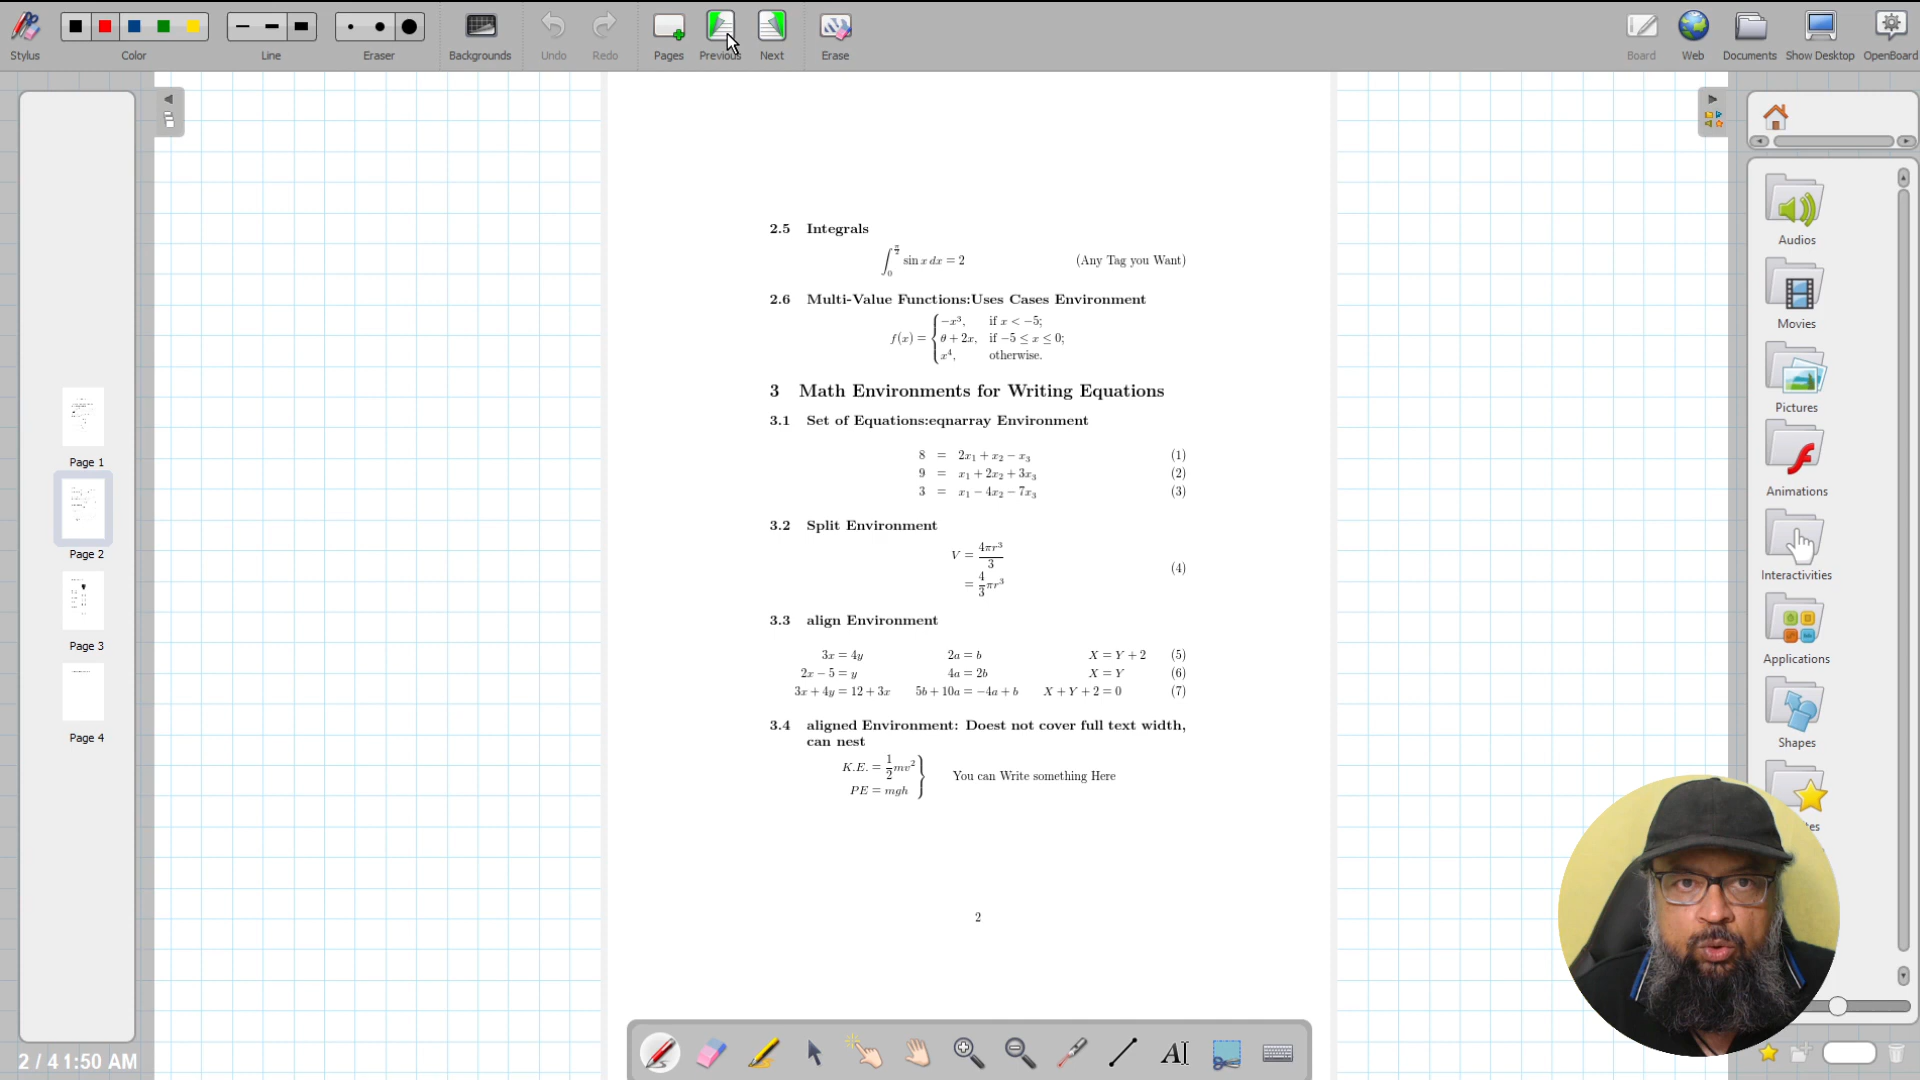 Stylus
Color
Line
Eraser
Backgrounds
Undo
Redo
Pages
Previous
Next
Erase
Board
Web
Documents
Show Desktop
OpenBoard
Page 1
Page 2
Page 3
Page 4
2 / 4 1:50 AM
2.5 Integrals
∫₀^{π/2} sin x dx = 2 (Any Tag you Want)
2.6 Multi-Value Functions:Uses Cases Environment
f(x) = { −x³, if x < −5;
θ + 2x, if −5 ≤ x ≤ 0;
x⁴, otherwise.
3 Math Environments for Writing Equations
3.1 Set of Equations:eqnarray Environment
8 = 2x₁ + x₂ − x₃ (1)
9 = x₁ + 2x₂ + 3x₃ (2)
3 = x₁ − 4x₂ − 7x₃ (3)
3.2 Split Environment
V = 4πr³/3
= 4/3 πr³ (4)
3.3 align Environment
3x = 4y 2a = b X = Y + 2 (5)
2x − 5 = y 4a = 2b X = Y (6)
3x + 4y = 12 + 3x 5b + 10a = −4a + b X + Y + 2 = 0 (7)
3.4 aligned Environment: Doest not cover full text width,
can nest
K.E. = 1/2 mv²
PE = mgh } You can Write something Here
2
Audios
Movies
Pictures
Animations
Interactivities
Applications
Shapes